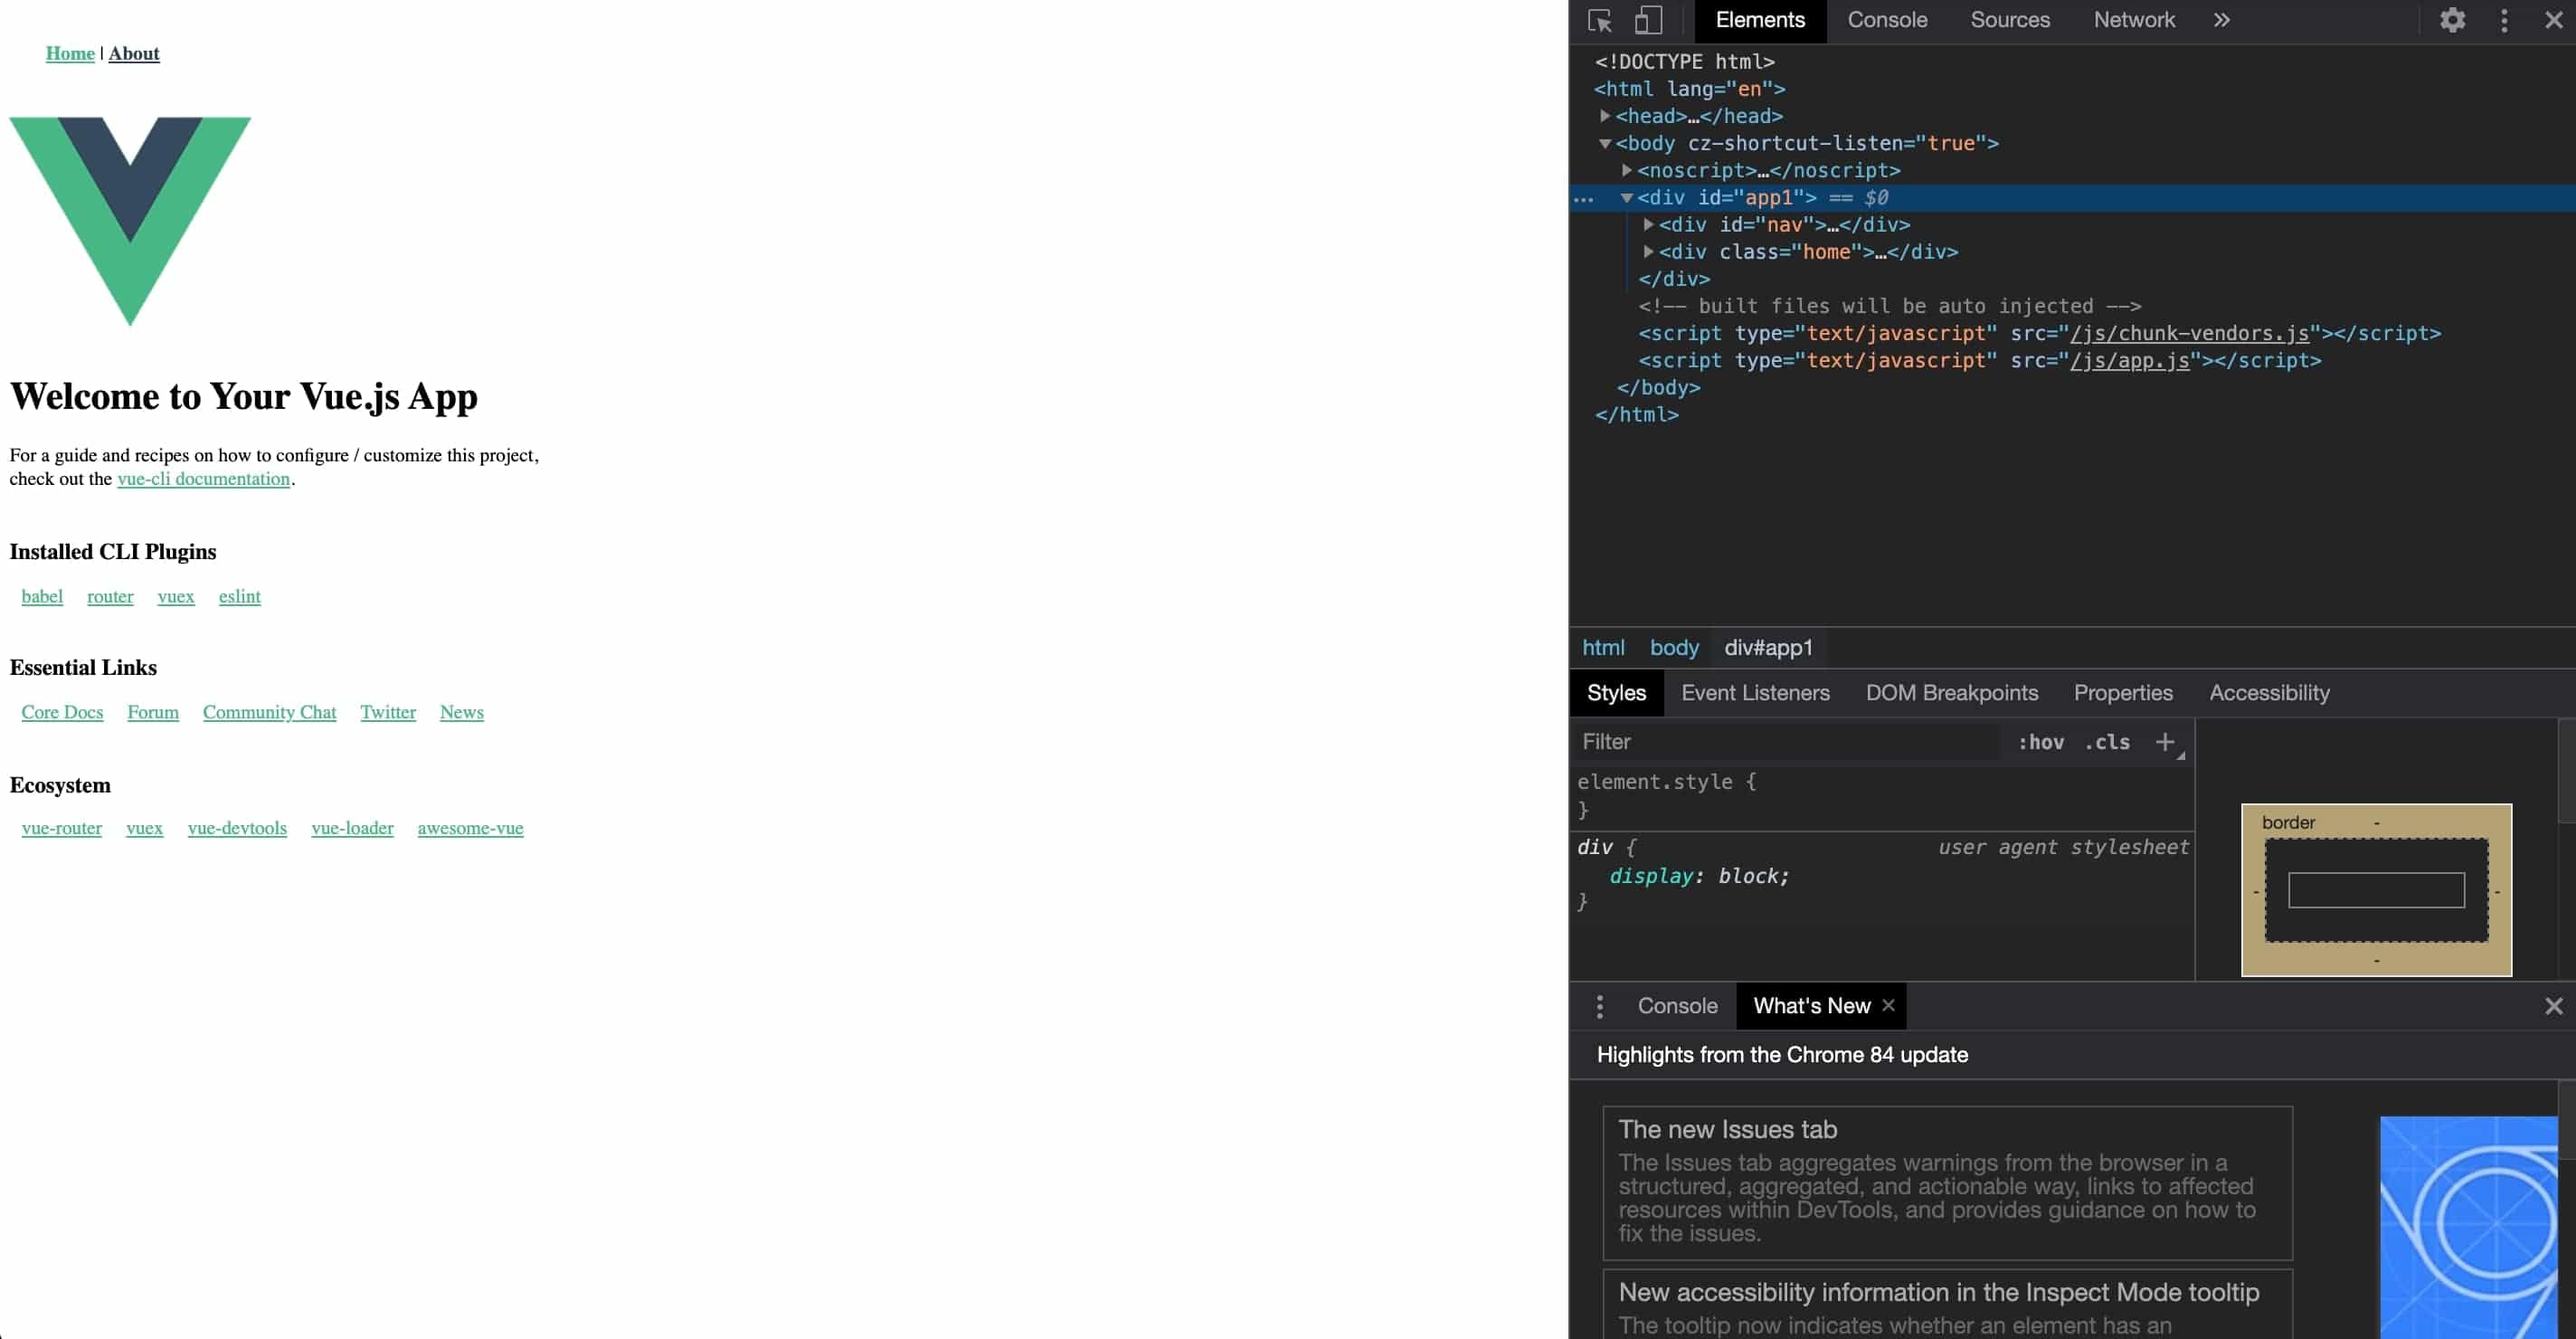 Home | About
Welcome to Your Vue.js App
For a guide and recipes on how to configure / customize this project,
check out the vue-cli documentation.
Installed CLI Plugins
babel router vuex eslint
Essential Links
Core Docs Forum Community Chat Twitter News
Ecosystem
vue-router vuex vue-devtools vue-loader awesome-vue
Elements Console Sources Network »
<!DOCTYPE html>
<html lang="en">
<head>…</head>
<body cz-shortcut-listen="true">
<noscript>…</noscript>
<div id="app1"> == $0
<div id="nav">…</div>
<div class="home">…</div>
</div>
<!-- built files will be auto injected -->
<script type="text/javascript" src="/js/chunk-vendors.js"></script>
<script type="text/javascript" src="/js/app.js"></script>
</body>
</html>
html body div#app1
Styles Event Listeners DOM Breakpoints Properties Accessibility
Filter :hov .cls +
element.style {
}
div { user agent stylesheet
display: block;
}
border -
- -
-
Console What's New ×
Highlights from the Chrome 84 update
The new Issues tab
The Issues tab aggregates warnings from the browser in a
structured, aggregated, and actionable way, links to affected
resources within DevTools, and provides guidance on how to
fix the issues.
New accessibility information in the Inspect Mode tooltip
The tooltip now indicates whether an element has an